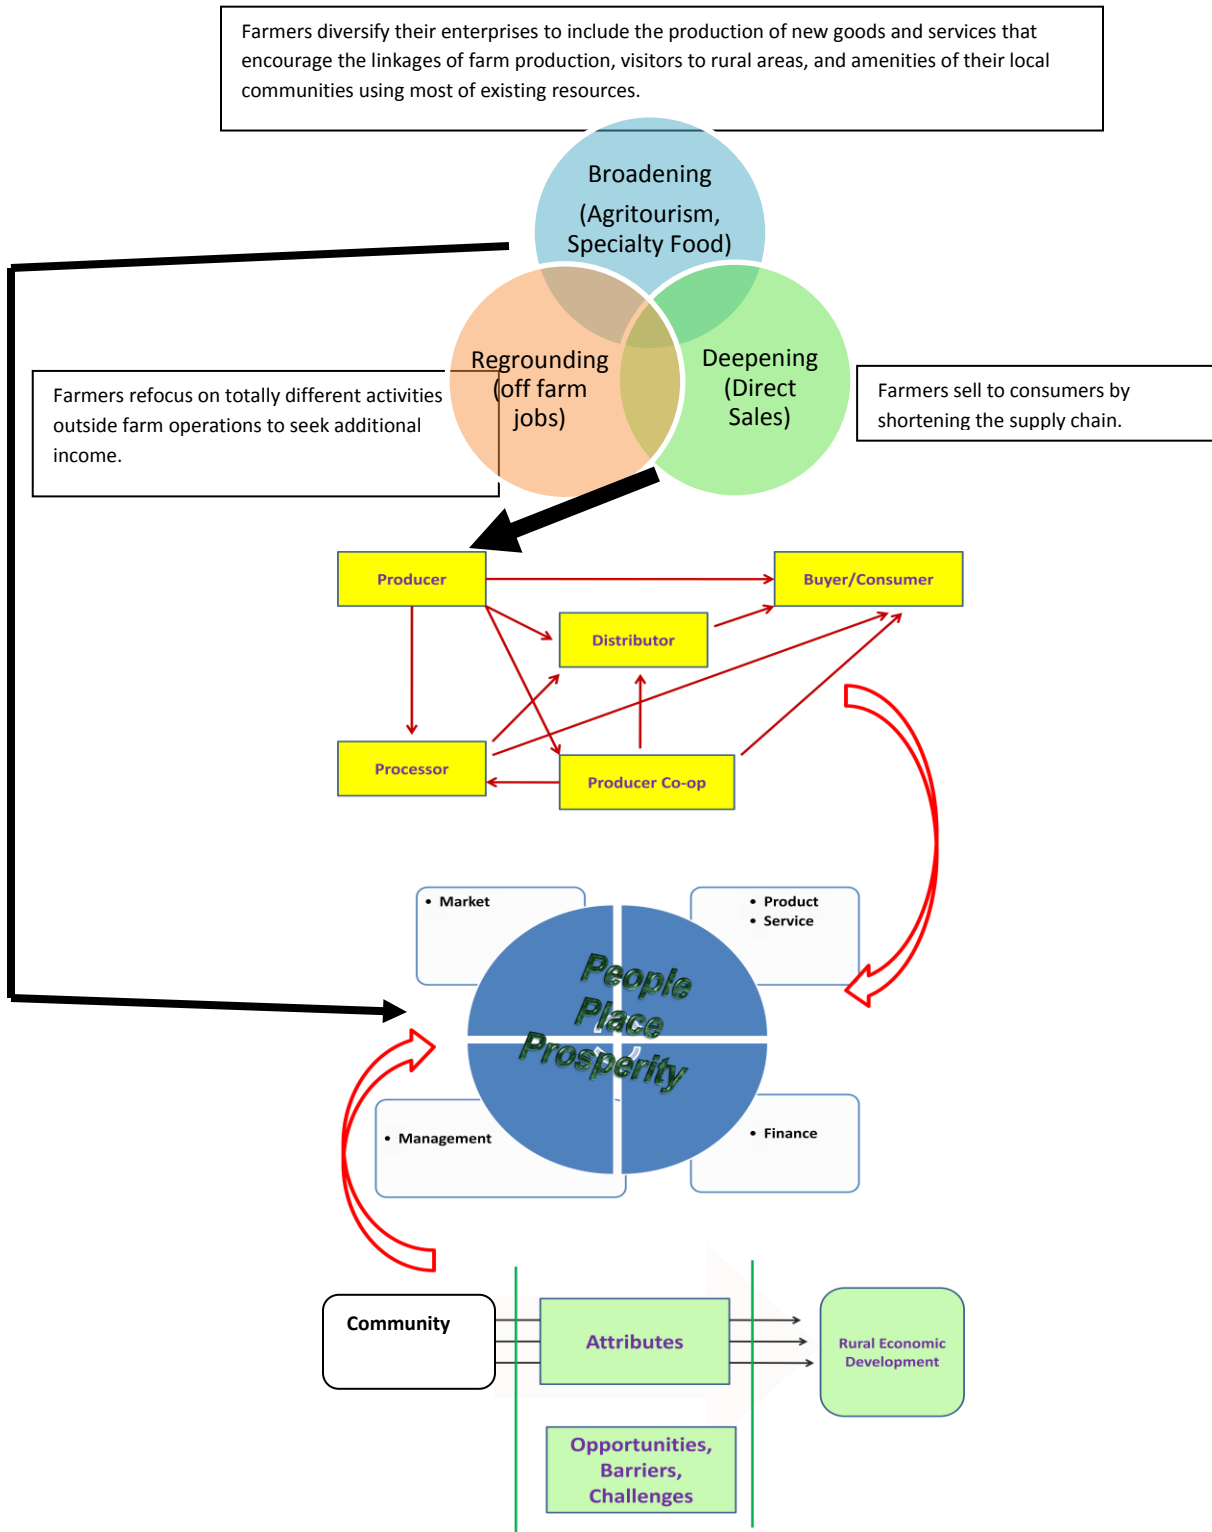 Farmers diversify their enterprises to include the production of new goods and services that
encourage the linkages of farm production, visitors to rural areas, and amenities of their local
communities using most of existing resources.
Broadening
(Agritourism,
Specialty Food)
Regrounding
(off farm
jobs)
Deepening
(Direct
Sales)
Farmers refocus on totally different activities
outside farm operations to seek additional
income.
Farmers sell to consumers by
shortening the supply chain.
Producer
Buyer/Consumer
Distributor
Processor
Producer Co-op
• Market
• Product
• Service
People
Place
Prosperity
• Management
• Finance
Community
Attributes
Rural Economic
Development
Opportunities,
Barriers,
Challenges